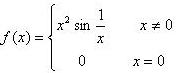 f(x) = { x² sin 1/x    x ≠ 0
0    x = 0